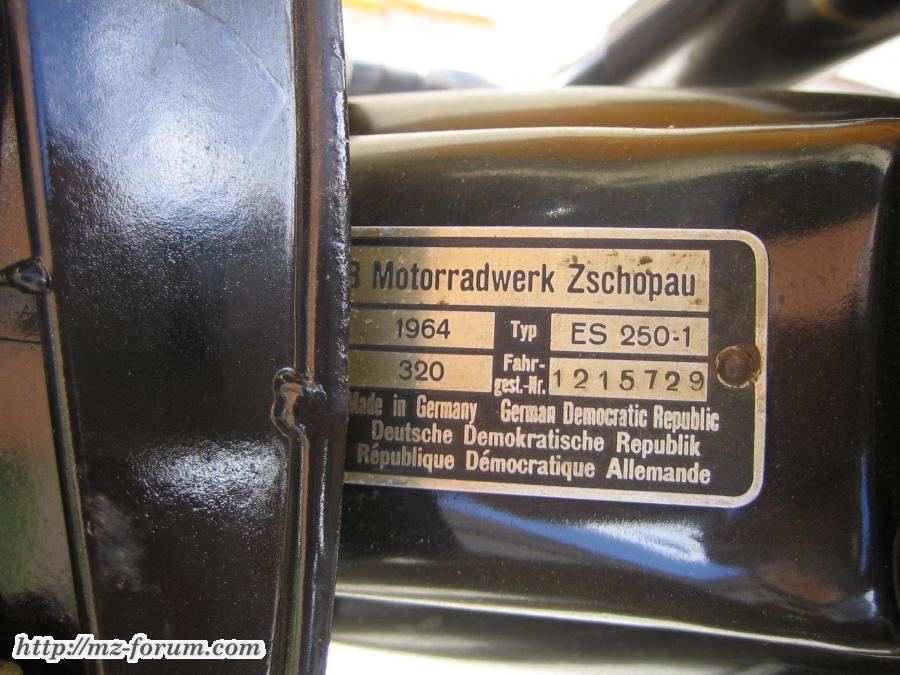 B Motorradwerk Zschopau
1964 Typ ES 250-1
320 Fahr-
gest.-Nr. 1215729
Made in Germany German Democratic Republic
Deutsche Demokratische Republik
République Démocratique Allemande
http://mz-forum.com